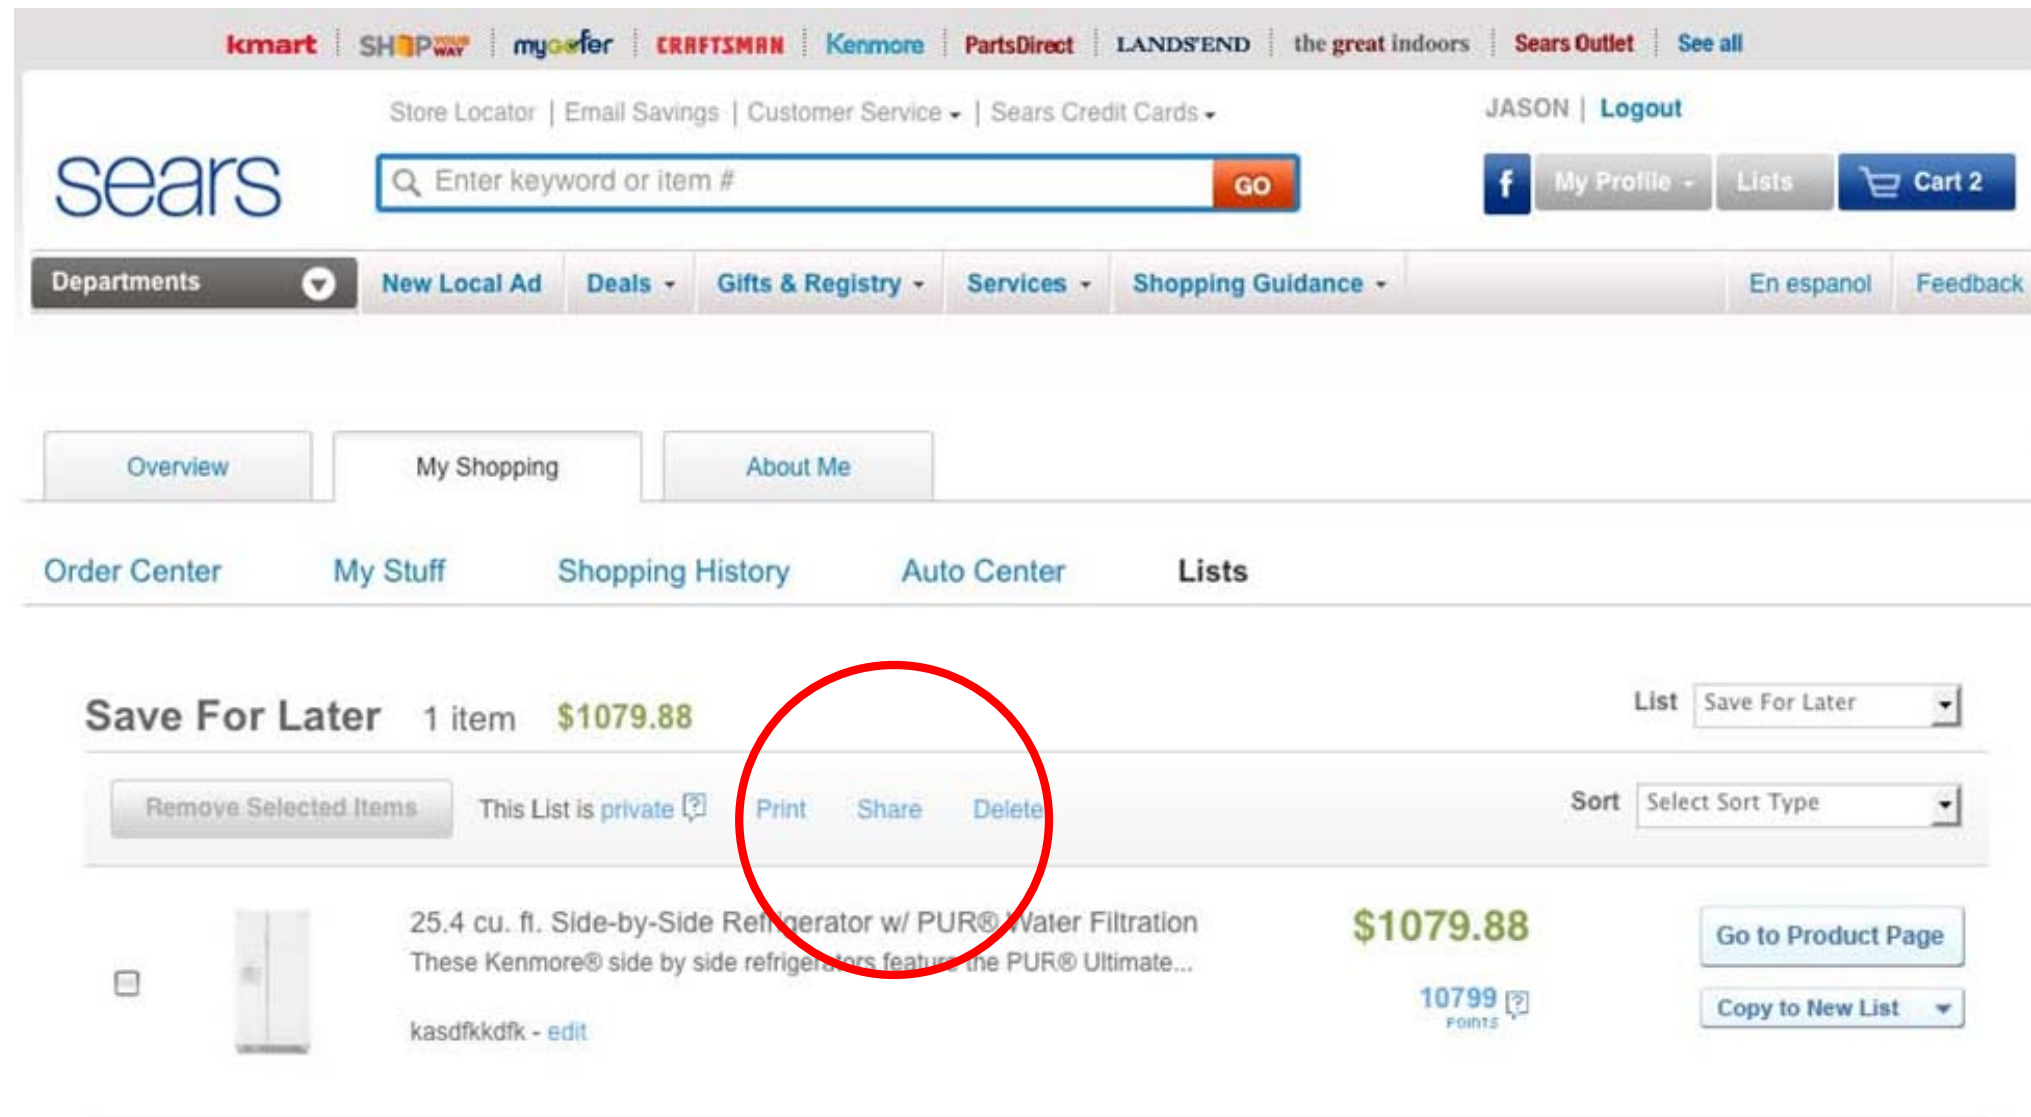 kmart SHOP YOUR WAY mygofer CRAFTSMAN Kenmore PartsDirect LANDS'END the great indoors Sears Outlet See all
Store Locator | Email Savings | Customer Service | Sears Credit Cards JASON | Logout
sears Enter keyword or item # GO f My Profile Lists Cart 2
Departments New Local Ad Deals Gifts & Registry Services Shopping Guidance En espanol Feedback
Overview My Shopping About Me
Order Center My Stuff Shopping History Auto Center Lists
Save For Later 1 item $1079.88 List Save For Later
Remove Selected Items This List is private ? Print Share Delete Sort Select Sort Type
25.4 cu. ft. Side-by-Side Refrigerator w/ PUR® Water Filtration $1079.88 Go to Product Page
These Kenmore® side by side refrigerators feature the PUR® Ultimate...
10799 ? Copy to New List
POINTS
kasdfkkdfk - edit